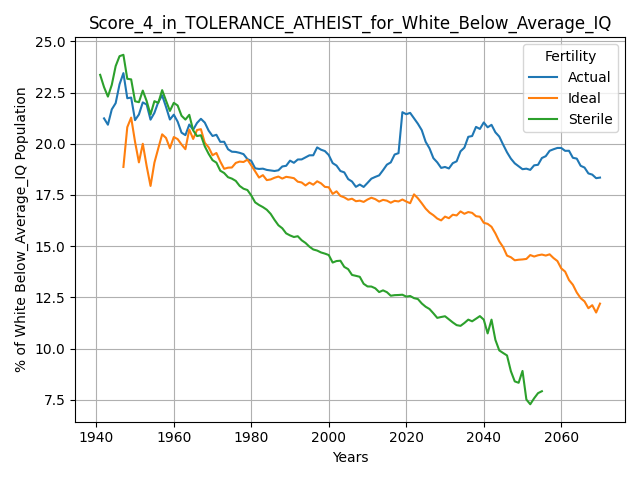 Score_4_in_TOLERANCE_ATHEIST_for_White_Below_Average_IQ
% of White Below_Average_IQ Population
25.0
22.5
20.0
17.5
15.0
12.5
10.0
7.5
Fertility
Actual
Ideal
Sterile
1940 1960 1980 2000 2020 2040 2060
Years